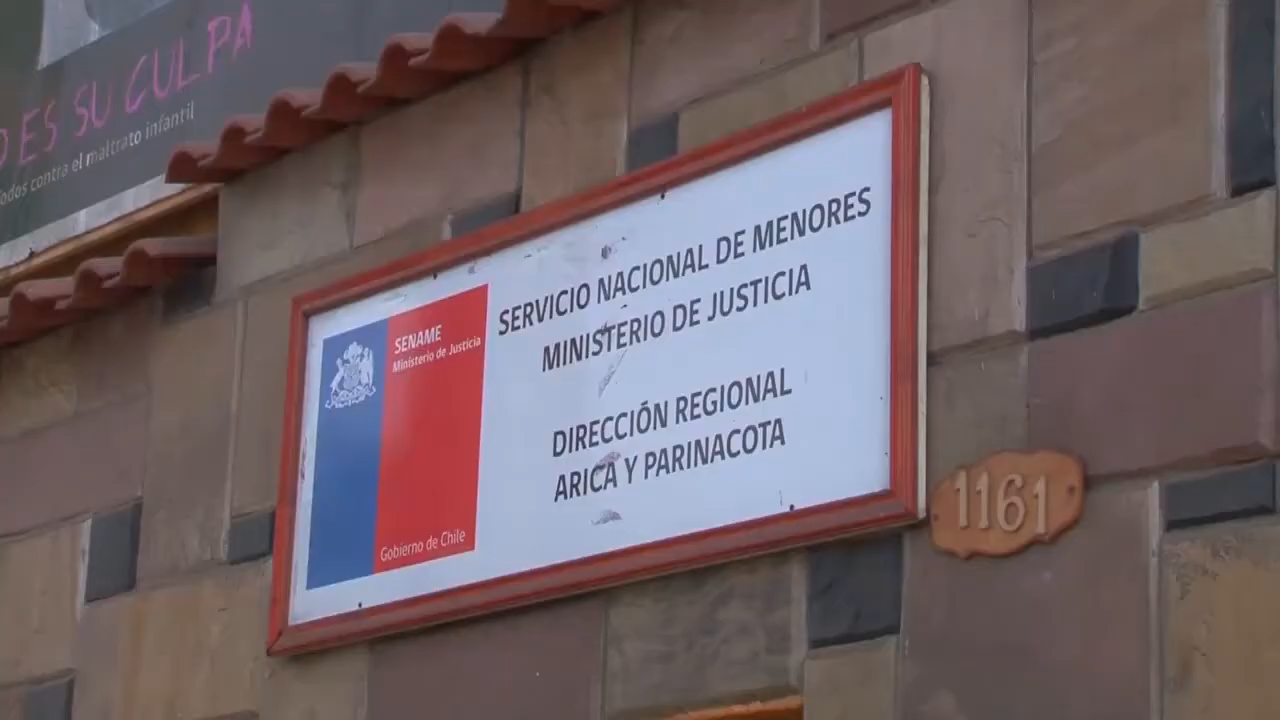 ES SU CULPA
todos contra el maltrato infantil
SENAME
Ministerio de Justicia
Gobierno de Chile
SERVICIO NACIONAL DE MENORES
MINISTERIO DE JUSTICIA
DIRECCIÓN REGIONAL
ARICA Y PARINACOTA
1161